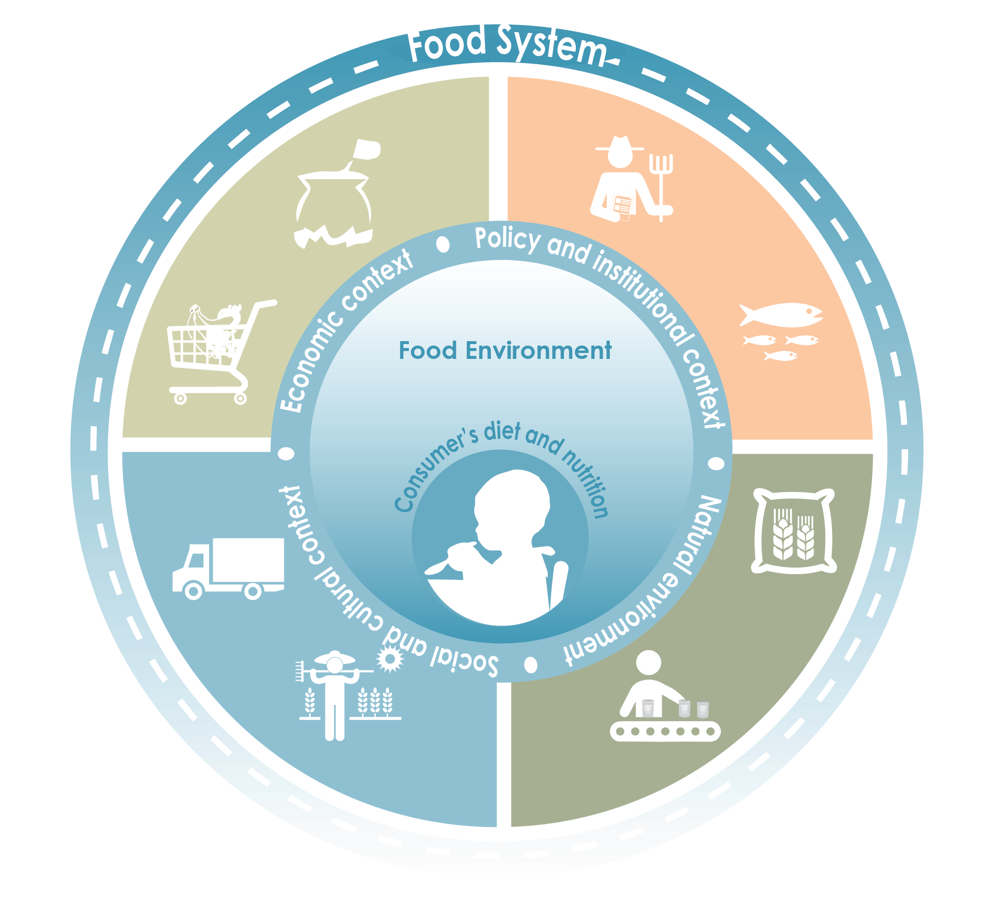 Food System
Economic context
Policy and institutional context
Natural environment
Social and cultural context
Food Environment
Consumer's diet and nutrition